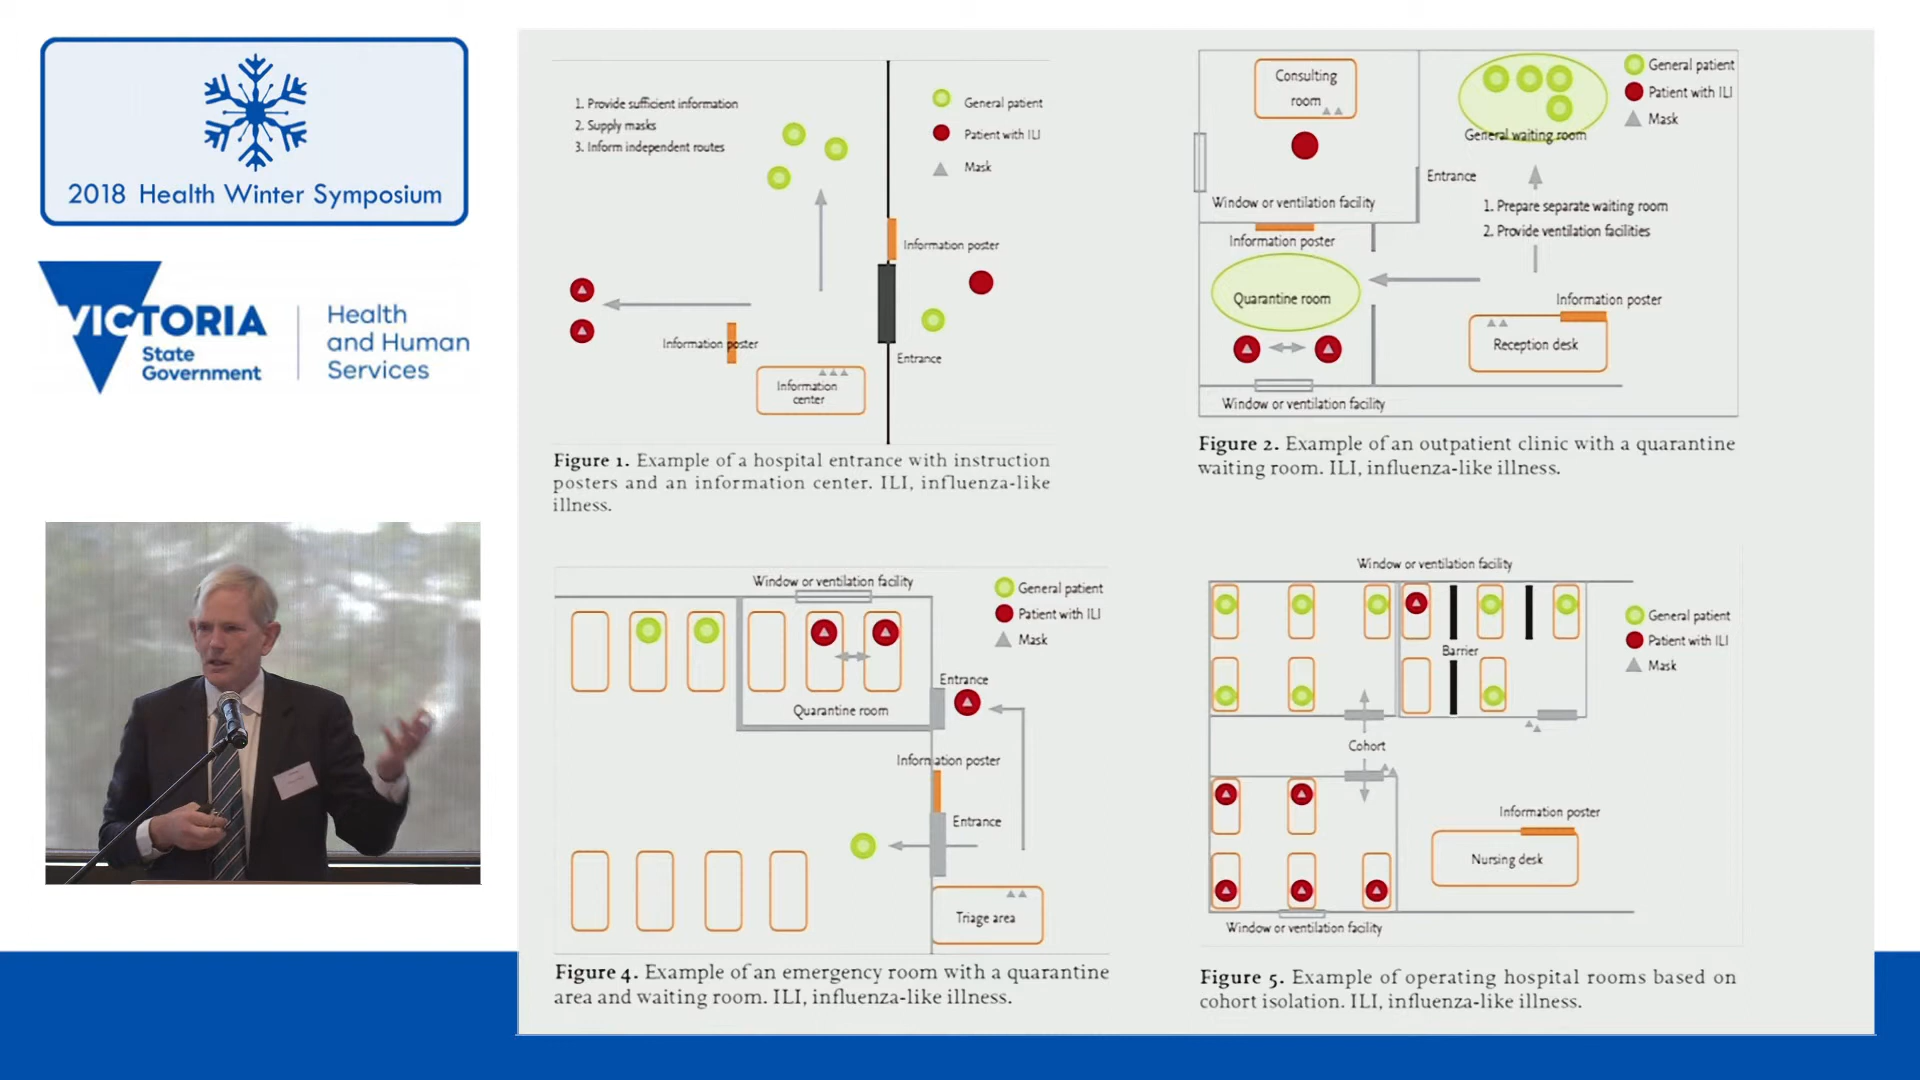 2018 Health Winter Symposium
VICTORIA
State
Government
Health
and Human
Services
1. Provide sufficient information
2. Supply masks
3. Inform independent routes
General patient
Patient with ILI
Mask
Information poster
Information poster
Entrance
Information
center
Figure 1. Example of a hospital entrance with instruction
posters and an information center. ILI, influenza-like
illness.
Consulting
room
General patient
Patient with ILI
Mask
General waiting room
Entrance
Window or ventilation facility
1. Prepare separate waiting room
2. Provide ventilation facilities
Information poster
Quarantine room
Information poster
Reception desk
Window or ventilation facility
Figure 2. Example of an outpatient clinic with a quarantine
waiting room. ILI, influenza-like illness.
Window or ventilation facility
General patient
Patient with ILI
Mask
Entrance
Quarantine room
Information poster
Entrance
Triage area
Figure 4. Example of an emergency room with a quarantine
area and waiting room. ILI, influenza-like illness.
Window or ventilation facility
General patient
Patient with ILI
Mask
Barrier
Cohort
Information poster
Nursing desk
Window or ventilation facility
Figure 5. Example of operating hospital rooms based on
cohort isolation. ILI, influenza-like illness.